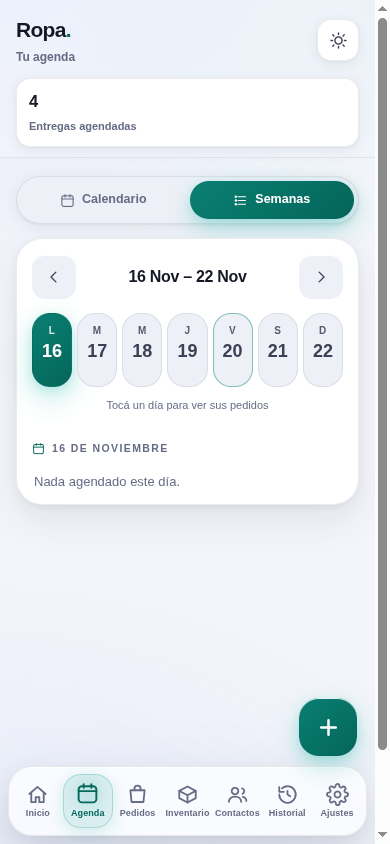 Ropa.
Tu agenda
4
Entregas agendadas
Calendario Semanas
16 Nov – 22 Nov
L M M J V S D
16 17 18 19 20 21 22
Tocá un día para ver sus pedidos
16 DE NOVIEMBRE
Nada agendado este día.
Inicio Agenda Pedidos Inventario Contactos Historial Ajustes